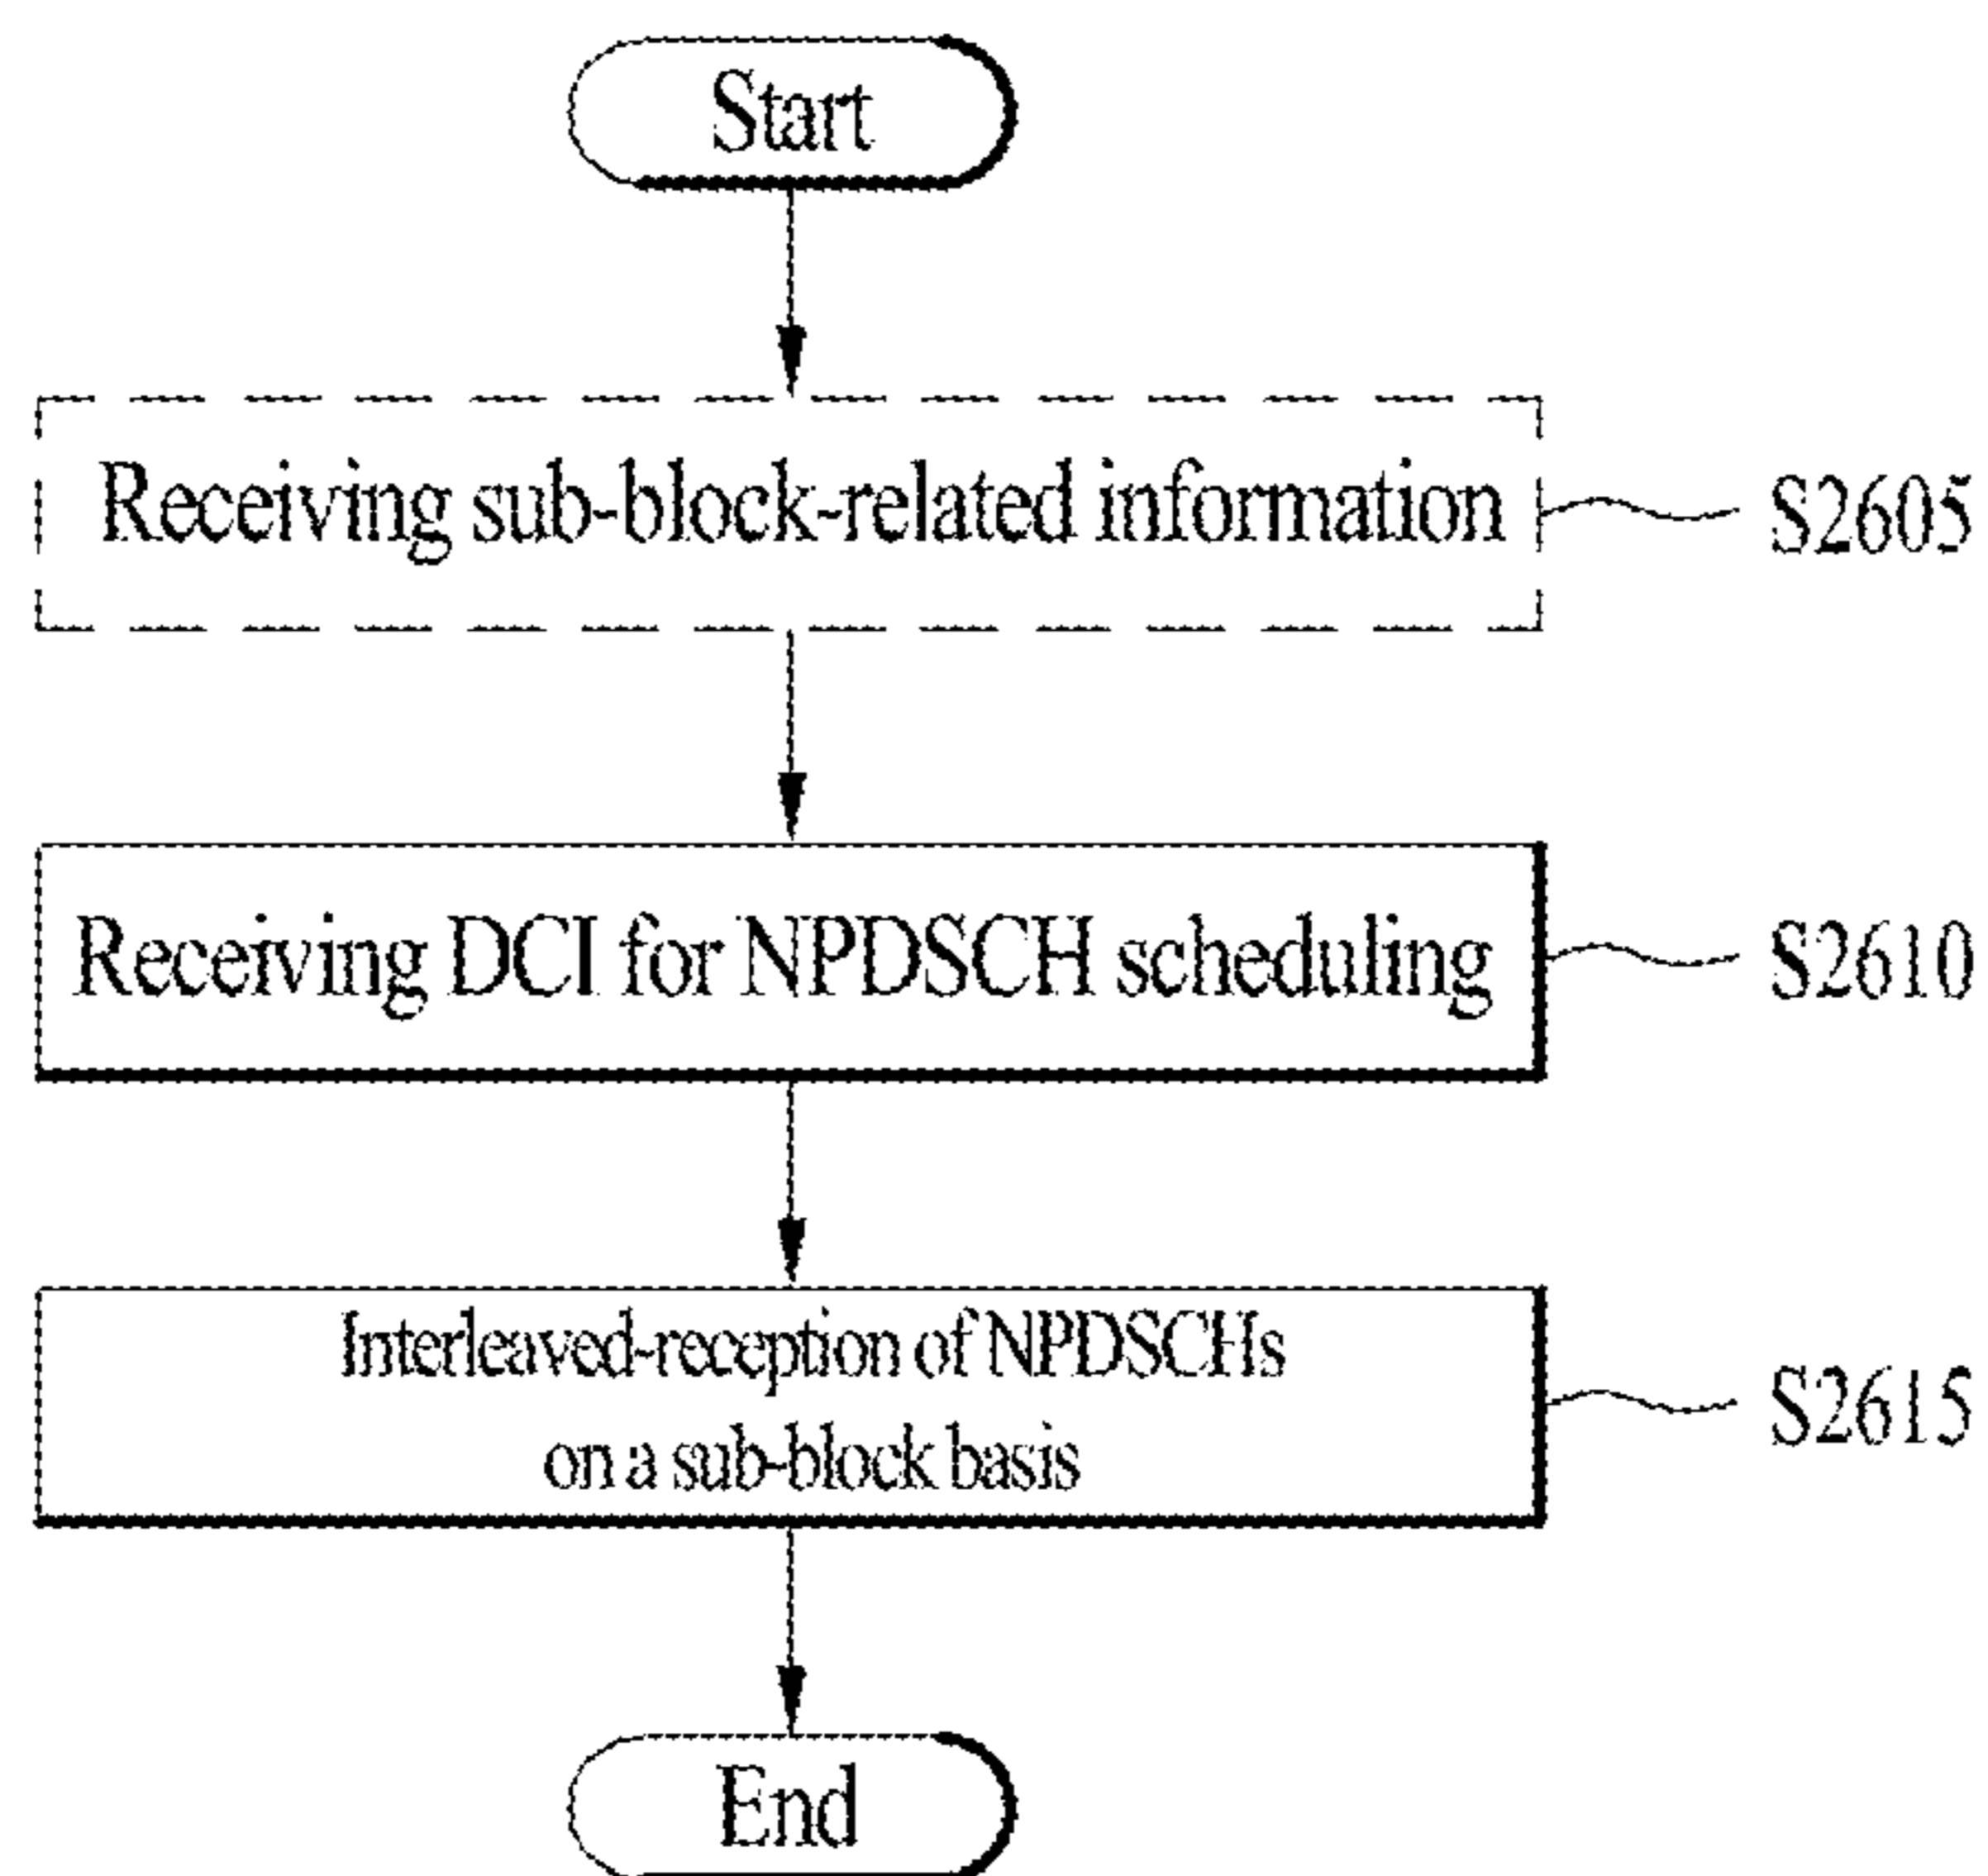 Start
Receiving sub-block-related information
S2605
Receiving DCI for NPDSCH scheduling
S2610
Interleaved-reception of NPDSCHs
on a sub-block basis
S2615
End